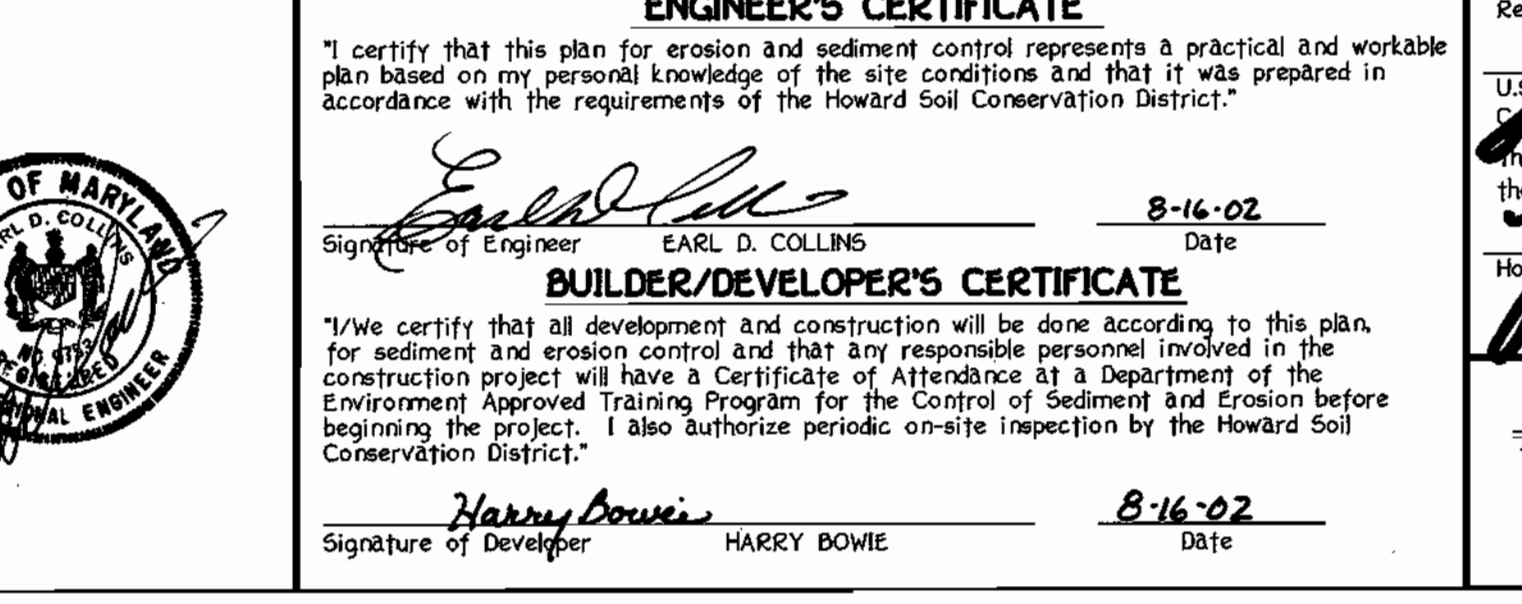 ENGINEER'S CERTIFICATE
"I certify that this plan for erosion and sediment control represents a practical and workable
plan based on my personal knowledge of the site conditions and that it was prepared in
accordance with the requirements of the Howard Soil Conservation District."
8-16-02
Signature of Engineer EARL D. COLLINS Date
BUILDER/DEVELOPER'S CERTIFICATE
"I/We certify that all development and construction will be done according to this plan,
for sediment and erosion control and that any responsible personnel involved in the
construction project will have a Certificate of Attendance at a Department of the
Environment Approved Training Program for the Control of Sediment and Erosion before
beginning the project. I also authorize periodic on-site inspection by the Howard Soil
Conservation District."
Harry Bowie 8-16-02
Signature of Developer HARRY BOWIE Date
OF MARYLAND
D. COLLINS
REGISTERED
ENGINEER
Re
U.S
Ho